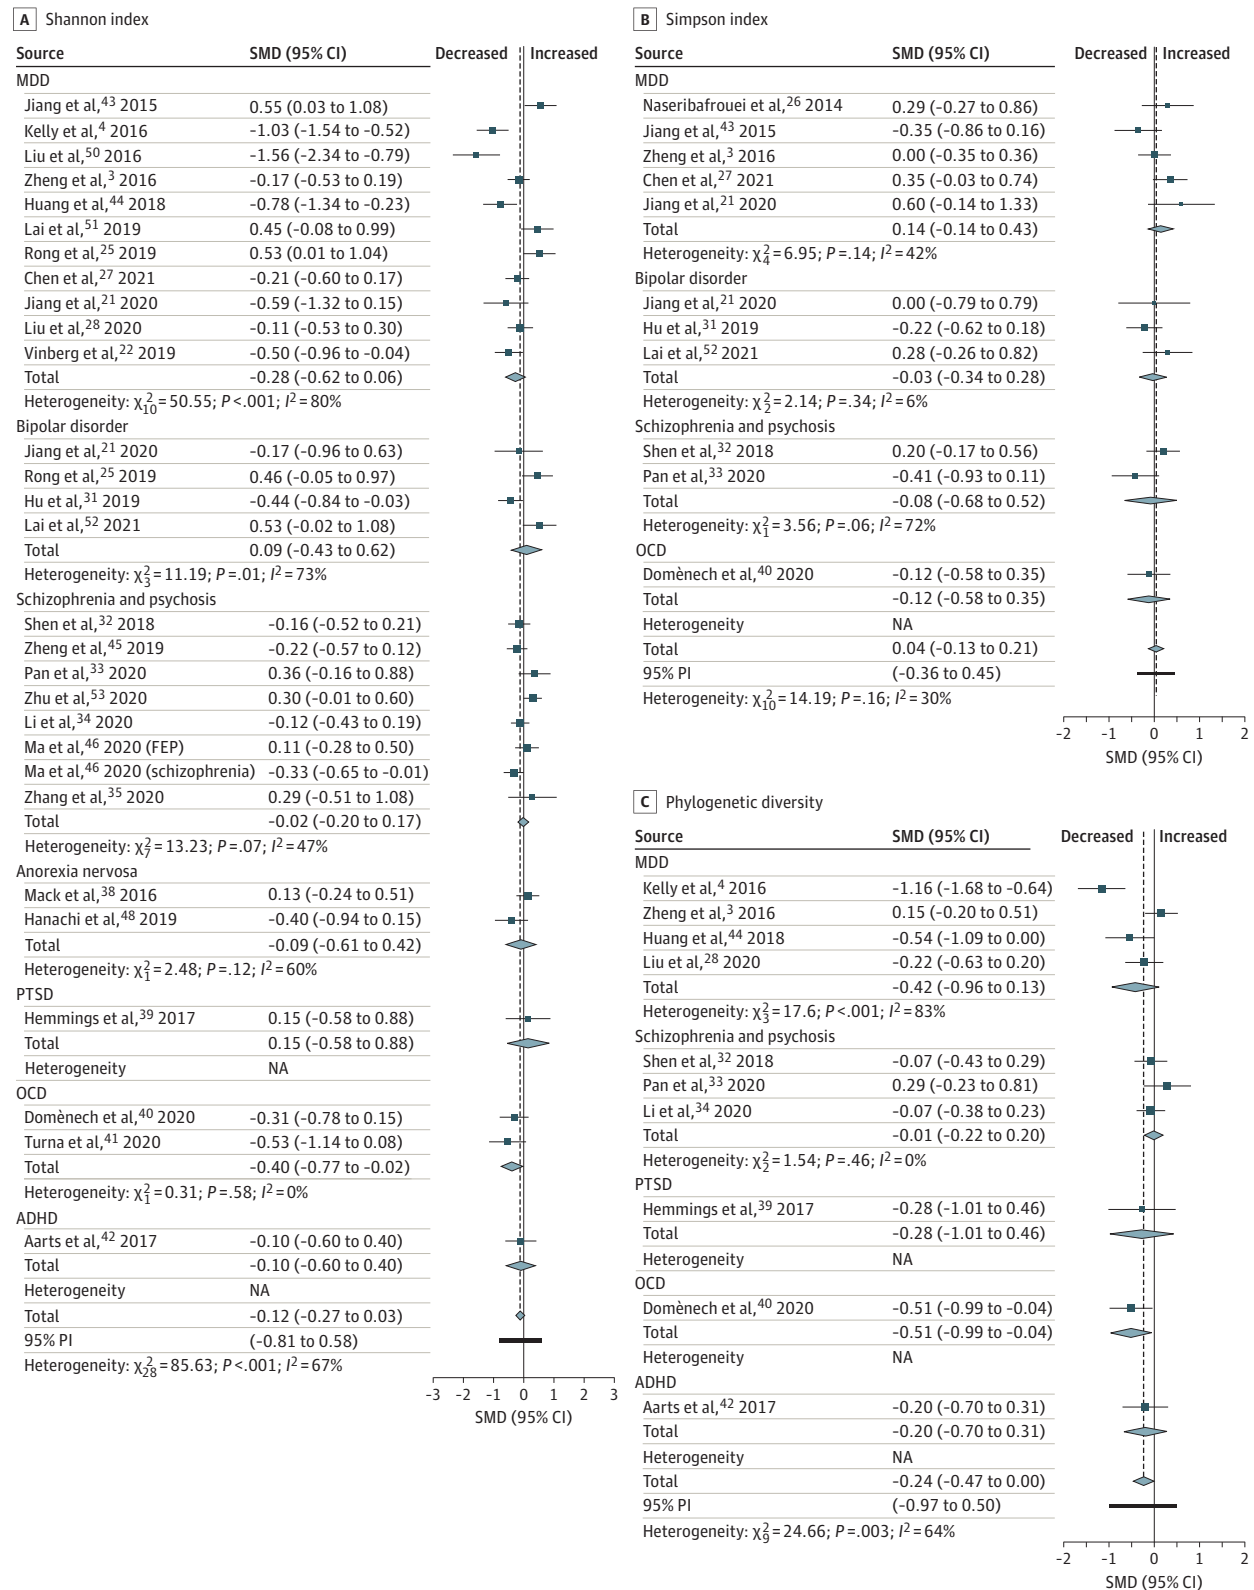 A Shannon index
Source SMD (95% CI) Decreased Increased
MDD
Jiang et al,43 2015 0.55 (0.03 to 1.08)
Kelly et al,4 2016 -1.03 (-1.54 to -0.52)
Liu et al,50 2016 -1.56 (-2.34 to -0.79)
Zheng et al,3 2016 -0.17 (-0.53 to 0.19)
Huang et al,44 2018 -0.78 (-1.34 to -0.23)
Lai et al,51 2019 0.45 (-0.08 to 0.99)
Rong et al,25 2019 0.53 (0.01 to 1.04)
Chen et al,27 2021 -0.21 (-0.60 to 0.17)
Jiang et al,21 2020 -0.59 (-1.32 to 0.15)
Liu et al,28 2020 -0.11 (-0.53 to 0.30)
Vinberg et al,22 2019 -0.50 (-0.96 to -0.04)
Total -0.28 (-0.62 to 0.06)
Heterogeneity: χ²10 = 50.55; P <.001; I² = 80%
Bipolar disorder
Jiang et al,21 2020 -0.17 (-0.96 to 0.63)
Rong et al,25 2019 0.46 (-0.05 to 0.97)
Hu et al,31 2019 -0.44 (-0.84 to -0.03)
Lai et al,52 2021 0.53 (-0.02 to 1.08)
Total 0.09 (-0.43 to 0.62)
Heterogeneity: χ²3 = 11.19; P =.01; I² = 73%
Schizophrenia and psychosis
Shen et al,32 2018 -0.16 (-0.52 to 0.21)
Zheng et al,45 2019 -0.22 (-0.57 to 0.12)
Pan et al,33 2020 0.36 (-0.16 to 0.88)
Zhu et al,53 2020 0.30 (-0.01 to 0.60)
Li et al,34 2020 -0.12 (-0.43 to 0.19)
Ma et al,46 2020 (FEP) 0.11 (-0.28 to 0.50)
Ma et al,46 2020 (schizophrenia) -0.33 (-0.65 to -0.01)
Zhang et al,35 2020 0.29 (-0.51 to 1.08)
Total -0.02 (-0.20 to 0.17)
Heterogeneity: χ²7 = 13.23; P =.07; I² = 47%
Anorexia nervosa
Mack et al,38 2016 0.13 (-0.24 to 0.51)
Hanachi et al,48 2019 -0.40 (-0.94 to 0.15)
Total -0.09 (-0.61 to 0.42)
Heterogeneity: χ²1 = 2.48; P =.12; I² = 60%
PTSD
Hemmings et al,39 2017 0.15 (-0.58 to 0.88)
Total 0.15 (-0.58 to 0.88)
Heterogeneity NA
OCD
Domènech et al,40 2020 -0.31 (-0.78 to 0.15)
Turna et al,41 2020 -0.53 (-1.14 to 0.08)
Total -0.40 (-0.77 to -0.02)
Heterogeneity: χ²1 = 0.31; P =.58; I² = 0%
ADHD
Aarts et al,42 2017 -0.10 (-0.60 to 0.40)
Total -0.10 (-0.60 to 0.40)
Heterogeneity NA
Total -0.12 (-0.27 to 0.03)
95% PI (-0.81 to 0.58)
Heterogeneity: χ²28 = 85.63; P <.001; I² = 67%
-3 -2 -1 0 1 2 3
SMD (95% CI)
B Simpson index
Source SMD (95% CI) Decreased Increased
MDD
Naseribafrouei et al,26 2014 0.29 (-0.27 to 0.86)
Jiang et al,43 2015 -0.35 (-0.86 to 0.16)
Zheng et al,3 2016 0.00 (-0.35 to 0.36)
Chen et al,27 2021 0.35 (-0.03 to 0.74)
Jiang et al,21 2020 0.60 (-0.14 to 1.33)
Total 0.14 (-0.14 to 0.43)
Heterogeneity: χ²4 = 6.95; P =.14; I² = 42%
Bipolar disorder
Jiang et al,21 2020 0.00 (-0.79 to 0.79)
Hu et al,31 2019 -0.22 (-0.62 to 0.18)
Lai et al,52 2021 0.28 (-0.26 to 0.82)
Total -0.03 (-0.34 to 0.28)
Heterogeneity: χ²2 = 2.14; P =.34; I² = 6%
Schizophrenia and psychosis
Shen et al,32 2018 0.20 (-0.17 to 0.56)
Pan et al,33 2020 -0.41 (-0.93 to 0.11)
Total -0.08 (-0.68 to 0.52)
Heterogeneity: χ²1 = 3.56; P =.06; I² = 72%
OCD
Domènech et al,40 2020 -0.12 (-0.58 to 0.35)
Total -0.12 (-0.58 to 0.35)
Heterogeneity NA
Total 0.04 (-0.13 to 0.21)
95% PI (-0.36 to 0.45)
Heterogeneity: χ²10 = 14.19; P =.16; I² = 30%
-2 -1 0 1 2
SMD (95% CI)
C Phylogenetic diversity
Source SMD (95% CI) Decreased Increased
MDD
Kelly et al,4 2016 -1.16 (-1.68 to -0.64)
Zheng et al,3 2016 0.15 (-0.20 to 0.51)
Huang et al,44 2018 -0.54 (-1.09 to 0.00)
Liu et al,28 2020 -0.22 (-0.63 to 0.20)
Total -0.42 (-0.96 to 0.13)
Heterogeneity: χ²3 = 17.6; P <.001; I² = 83%
Schizophrenia and psychosis
Shen et al,32 2018 -0.07 (-0.43 to 0.29)
Pan et al,33 2020 0.29 (-0.23 to 0.81)
Li et al,34 2020 -0.07 (-0.38 to 0.23)
Total -0.01 (-0.22 to 0.20)
Heterogeneity: χ²2 = 1.54; P =.46; I² = 0%
PTSD
Hemmings et al,39 2017 -0.28 (-1.01 to 0.46)
Total -0.28 (-1.01 to 0.46)
Heterogeneity NA
OCD
Domènech et al,40 2020 -0.51 (-0.99 to -0.04)
Total -0.51 (-0.99 to -0.04)
Heterogeneity NA
ADHD
Aarts et al,42 2017 -0.20 (-0.70 to 0.31)
Total -0.20 (-0.70 to 0.31)
Heterogeneity NA
Total -0.24 (-0.47 to 0.00)
95% PI (-0.97 to 0.50)
Heterogeneity: χ²9 = 24.66; P =.003; I² = 64%
-2 -1 0 1 2
SMD (95% CI)